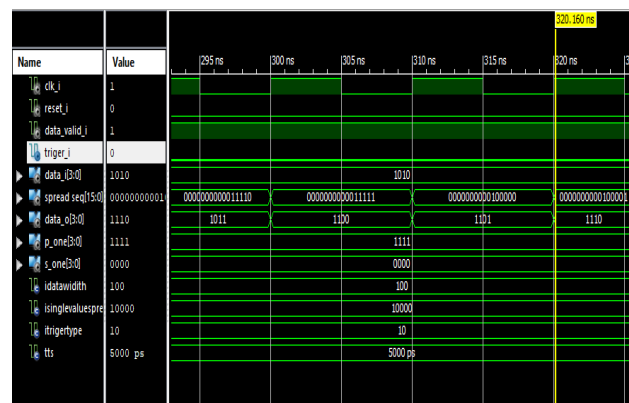 320.160 ns
Name Value 295 ns 300 ns 305 ns 310 ns 315 ns 320 ns
clk_i 1
reset_i 0
data_valid_i 1
triger_i 0
data_i[3:0] 1010 1010
spread seq[15:0] 0000000000011110 0000000000011111 0000000000100000 0000000000100001
data_o[3:0] 1110 1011 1100 1101 1110
p_one[3:0] 1111 1111
s_one[3:0] 0000 0000
idatawidith 100 100
isinglevaluespre 10000 10000
itrigertype 10 10
tts 5000 ps 5000 ps